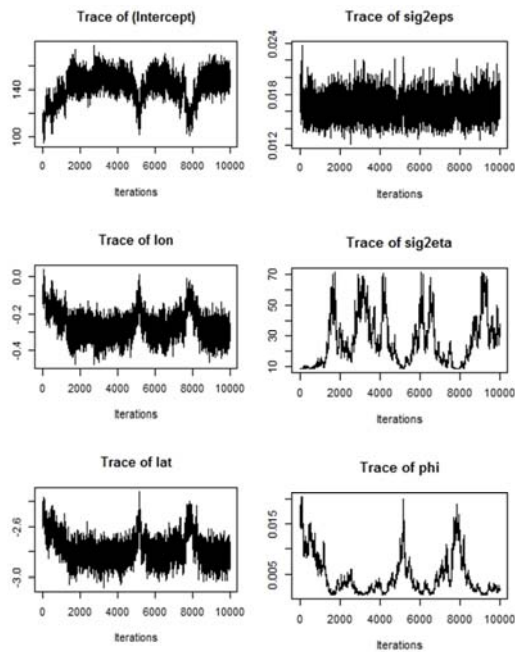 Trace of (Intercept)
140
100
0 2000 4000 6000 8000 10000
Iterations
Trace of sig2eps
0.024
0.018
0.012
0 2000 4000 6000 8000 10000
Iterations
Trace of lon
0.0
-0.2
-0.4
0 2000 4000 6000 8000 10000
Iterations
Trace of sig2eta
70
50
30
10
0 2000 4000 6000 8000 10000
Iterations
Trace of lat
-2.6
-3.0
0 2000 4000 6000 8000 10000
Iterations
Trace of phi
0.015
0.005
0 2000 4000 6000 8000 10000
Iterations